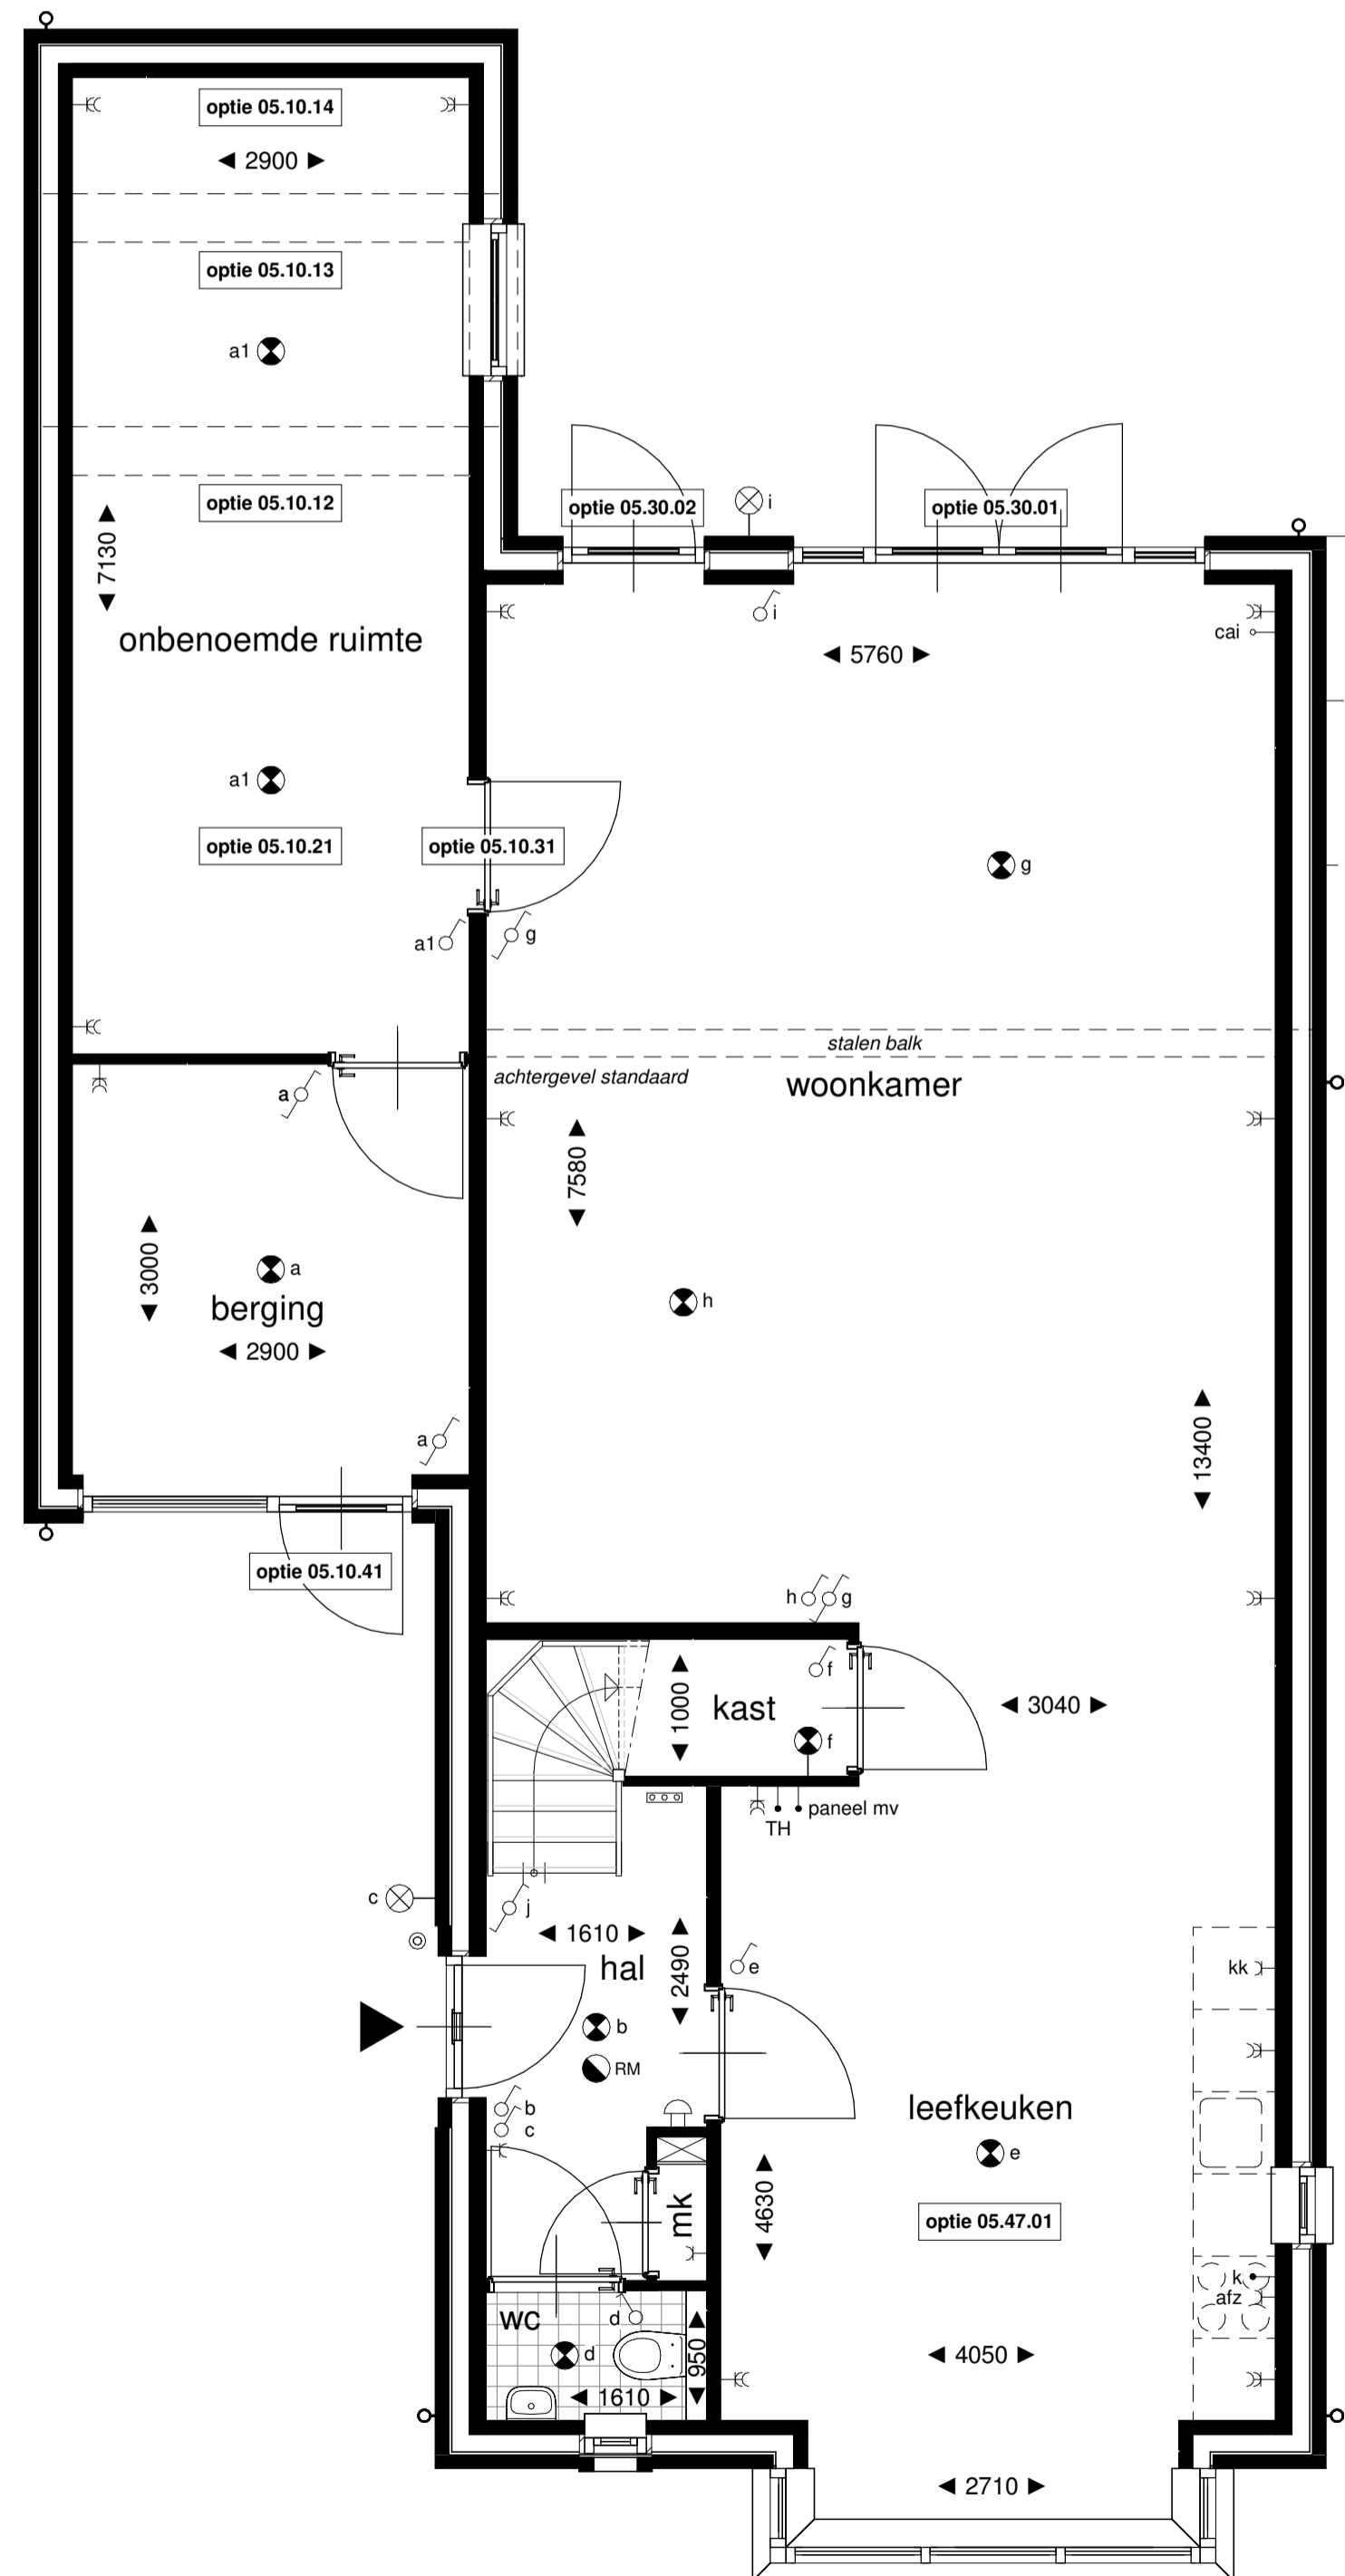 optie 05.10.14
2900
optie 05.10.13
a1
optie 05.10.12
optie 05.30.02
i
optie 05.30.01
7130
i
cai
onbenoemde ruimte
5760
a1
optie 05.10.21
optie 05.10.31
g
a1
g
stalen balk
achtergevel standaard
woonkamer
a
7580
3000
a
berging
h
2900
a
13400
optie 05.10.41
h
g
f
1000
kast
3040
f
paneel mv
TH
c
j
1610
hal
2490
e
kk
b
RM
b
c
leefkeuken
e
mk
4630
optie 05.47.01
k
afz
wc
d
d
950
4050
1610
2710